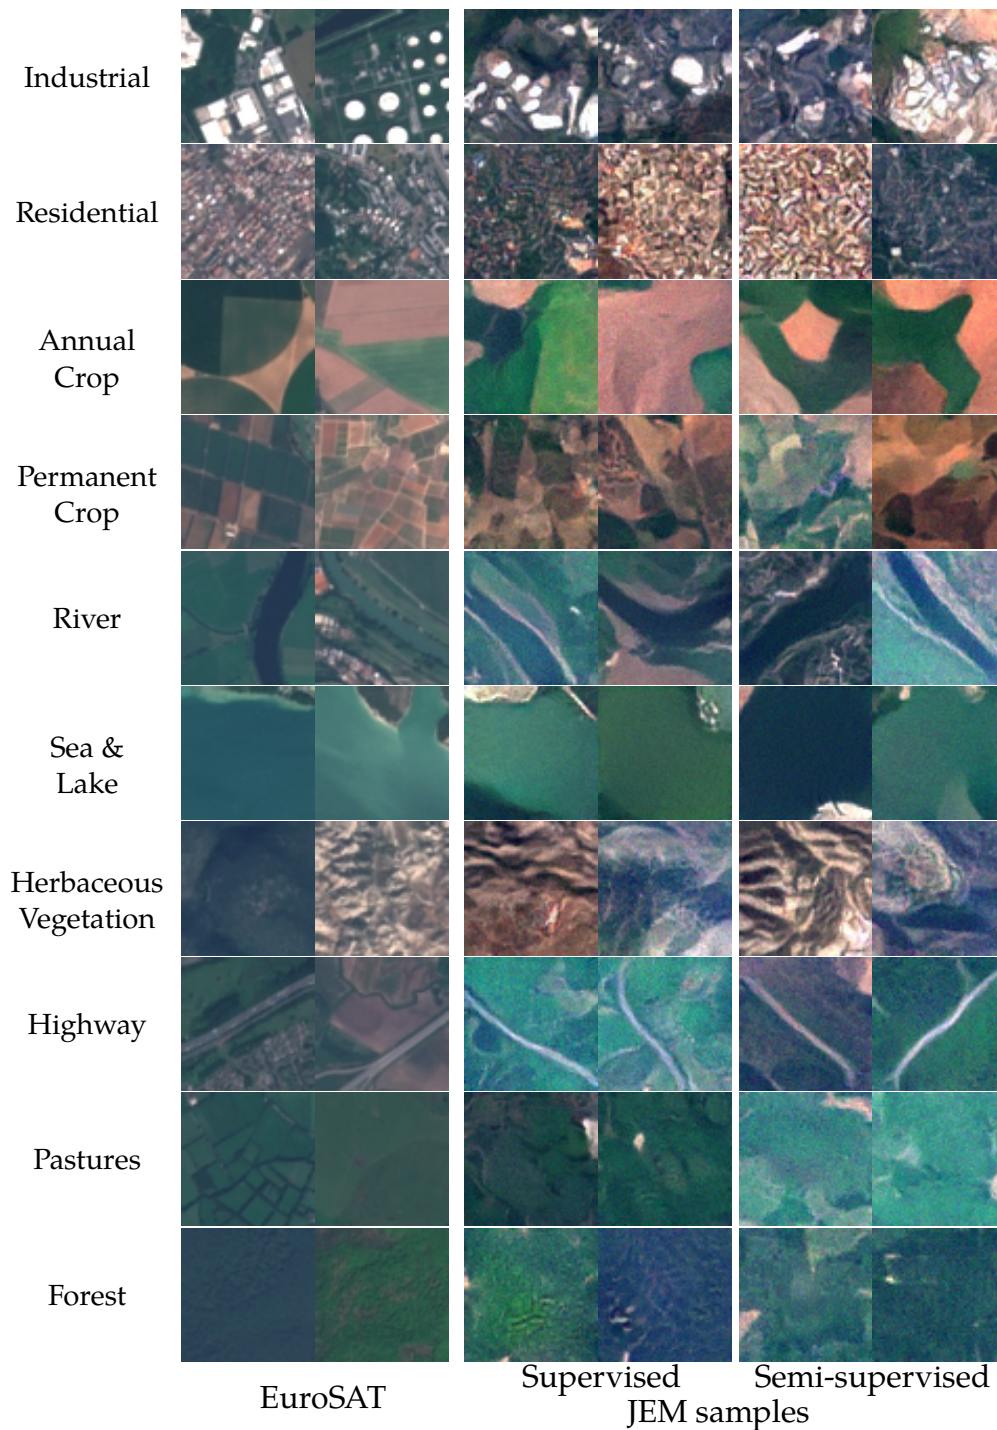 Industrial
Residential
Annual
Crop
Permanent
Crop
River
Sea &
Lake
Herbaceous
Vegetation
Highway
Pastures
Forest
EuroSAT
Supervised
Semi-supervised
JEM samples